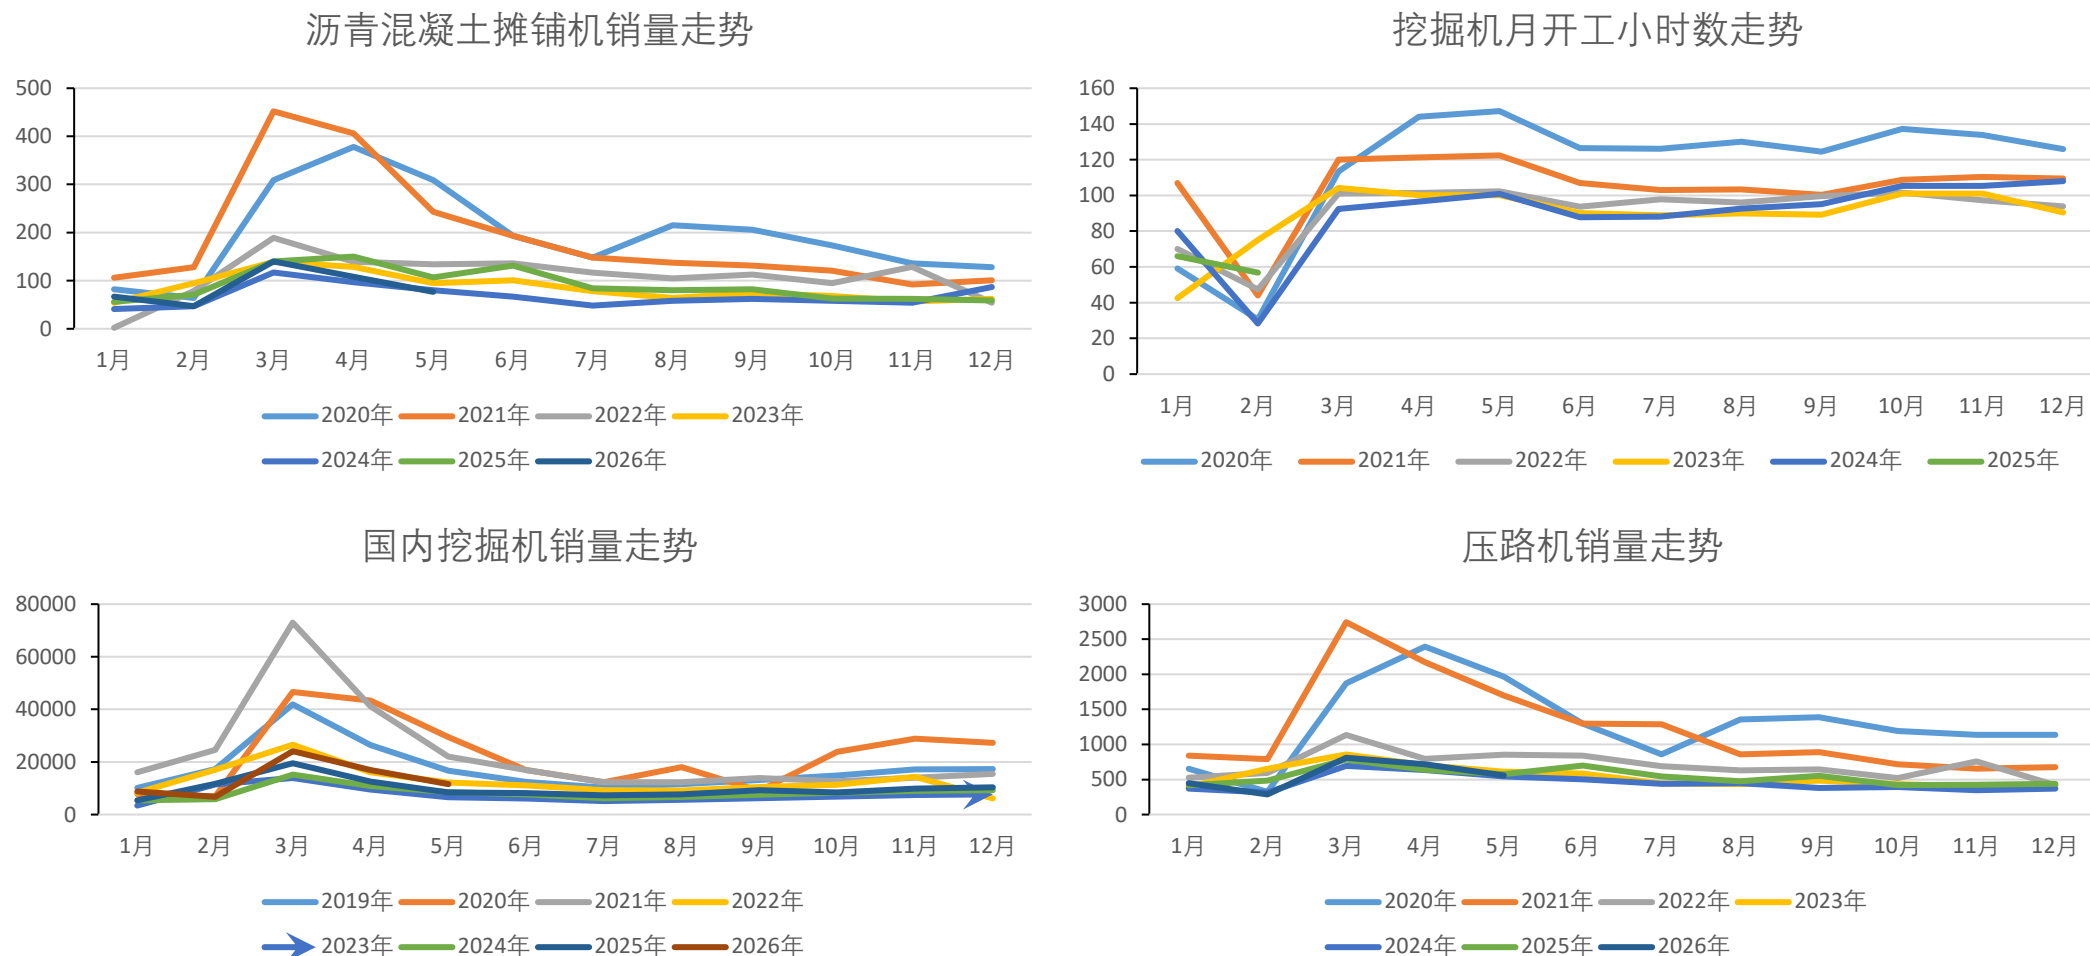 沥青混凝土摊铺机销量走势
500
400
300
200
100
0
1月 2月 3月 4月 5月 6月 7月 8月 9月 10月 11月 12月
2020年 2021年 2022年 2023年
2024年 2025年 2026年
挖掘机月开工小时数走势
160
140
120
100
80
60
40
20
0
1月 2月 3月 4月 5月 6月 7月 8月 9月 10月 11月 12月
2020年 2021年 2022年 2023年 2024年 2025年
国内挖掘机销量走势
80000
60000
40000
20000
0
1月 2月 3月 4月 5月 6月 7月 8月 9月 10月 11月 12月
2019年 2020年 2021年 2022年
2023年 2024年 2025年 2026年
压路机销量走势
3000
2500
2000
1500
1000
500
0
1月 2月 3月 4月 5月 6月 7月 8月 9月 10月 11月 12月
2020年 2021年 2022年 2023年
2024年 2025年 2026年